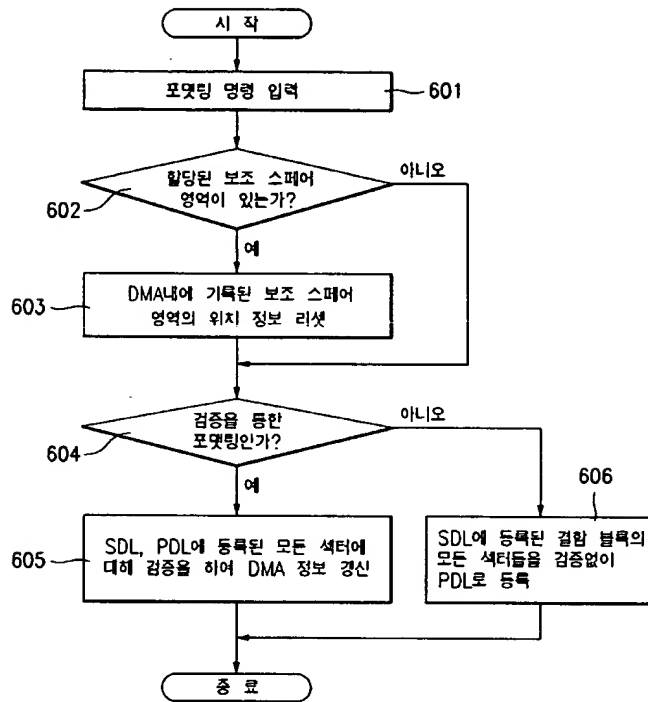 시 작
포맷팅 명령 입력
601
할당된 보조 스페어
영역이 있는가?
아니오
602
예
DMA내에 기록된 보조 스페어
영역의 위치 정보 리셋
603
검증을 통한
포맷팅인가?
아니오
604
예
606
SDL, PDL에 등록된 모든 섹터에
대해 검증을 하여 DMA 정보 갱신
605
SDL에 등록된 결함 블록의
모든 섹터들을 검증없이
PDL로 등록
종 료